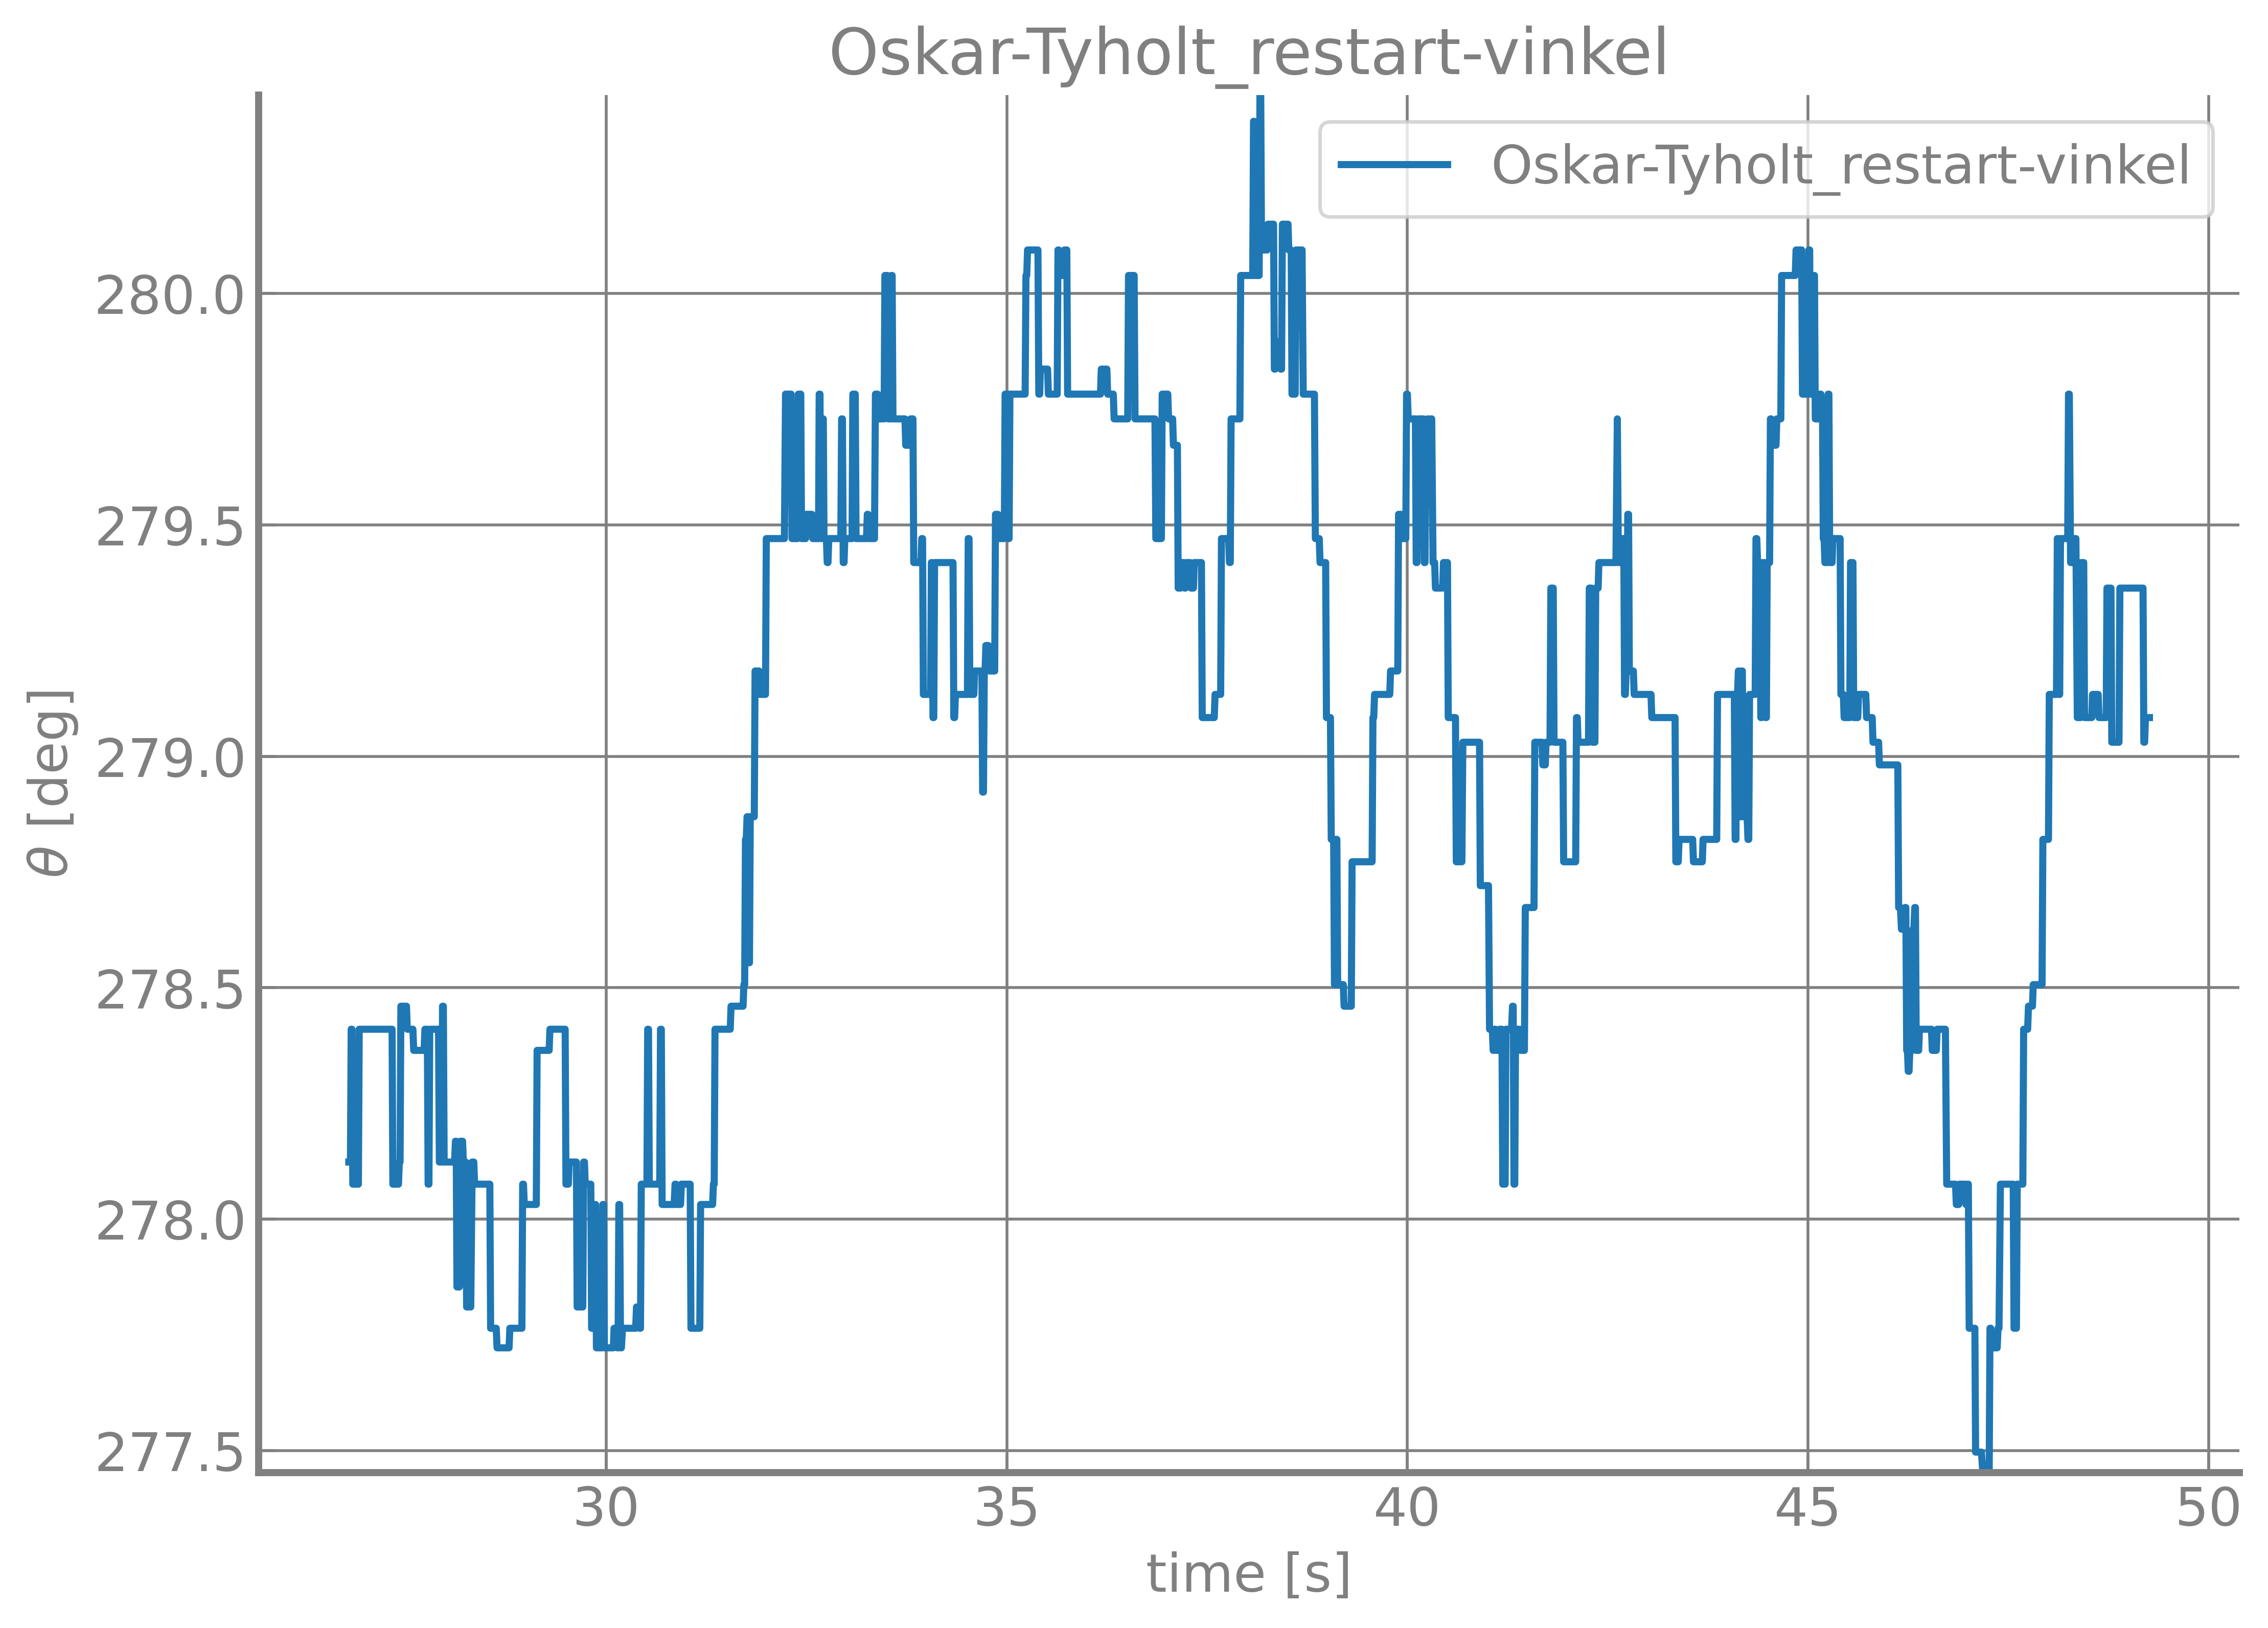 Oskar-Tyholt_restart-vinkel
Oskar-Tyholt_restart-vinkel
280.0
279.5
279.0
278.5
278.0
277.5
θ [deg]
30 35 40 45 50
time [s]